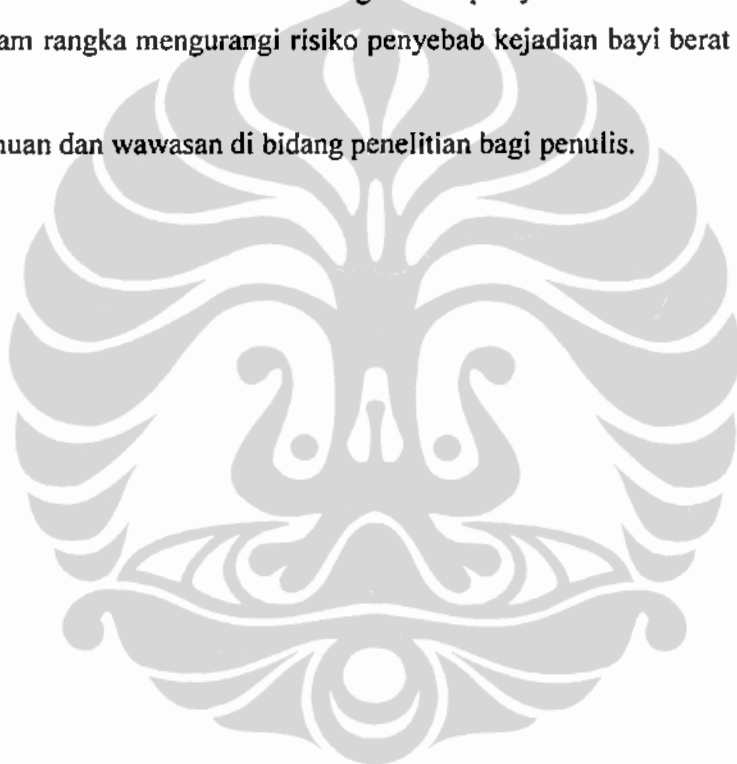 am rangka mengurangi risiko penyebab kejadian bayi berat
nuan dan wawasan di bidang penelitian bagi penulis.